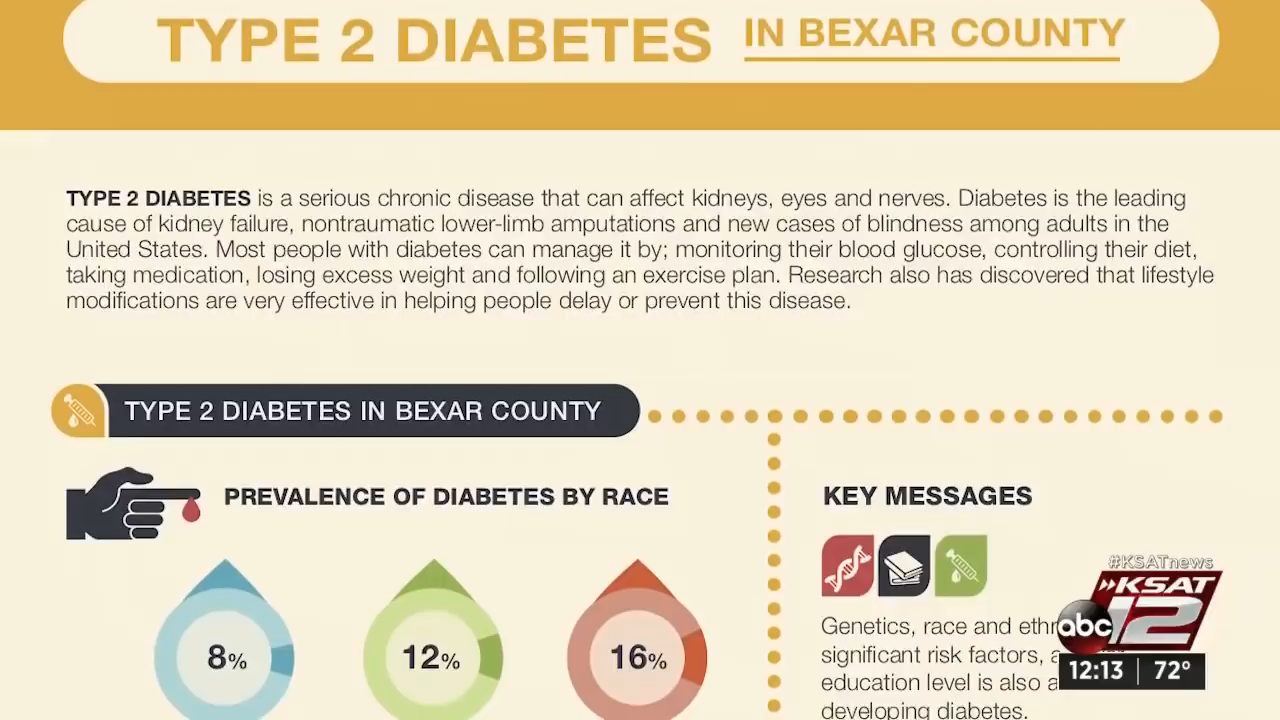 TYPE 2 DIABETES IN BEXAR COUNTY
TYPE 2 DIABETES is a serious chronic disease that can affect kidneys, eyes and nerves. Diabetes is the leading
cause of kidney failure, nontraumatic lower-limb amputations and new cases of blindness among adults in the
United States. Most people with diabetes can manage it by; monitoring their blood glucose, controlling their diet,
taking medication, losing excess weight and following an exercise plan. Research also has discovered that lifestyle
modifications are very effective in helping people delay or prevent this disease.
TYPE 2 DIABETES IN BEXAR COUNTY
PREVALENCE OF DIABETES BY RACE
8%
12%
16%
KEY MESSAGES
Genetics, race and
significant risk factors,
education level is also
developing diabetes.
#KSATnews
KSAT
abc 12
12:13 72°